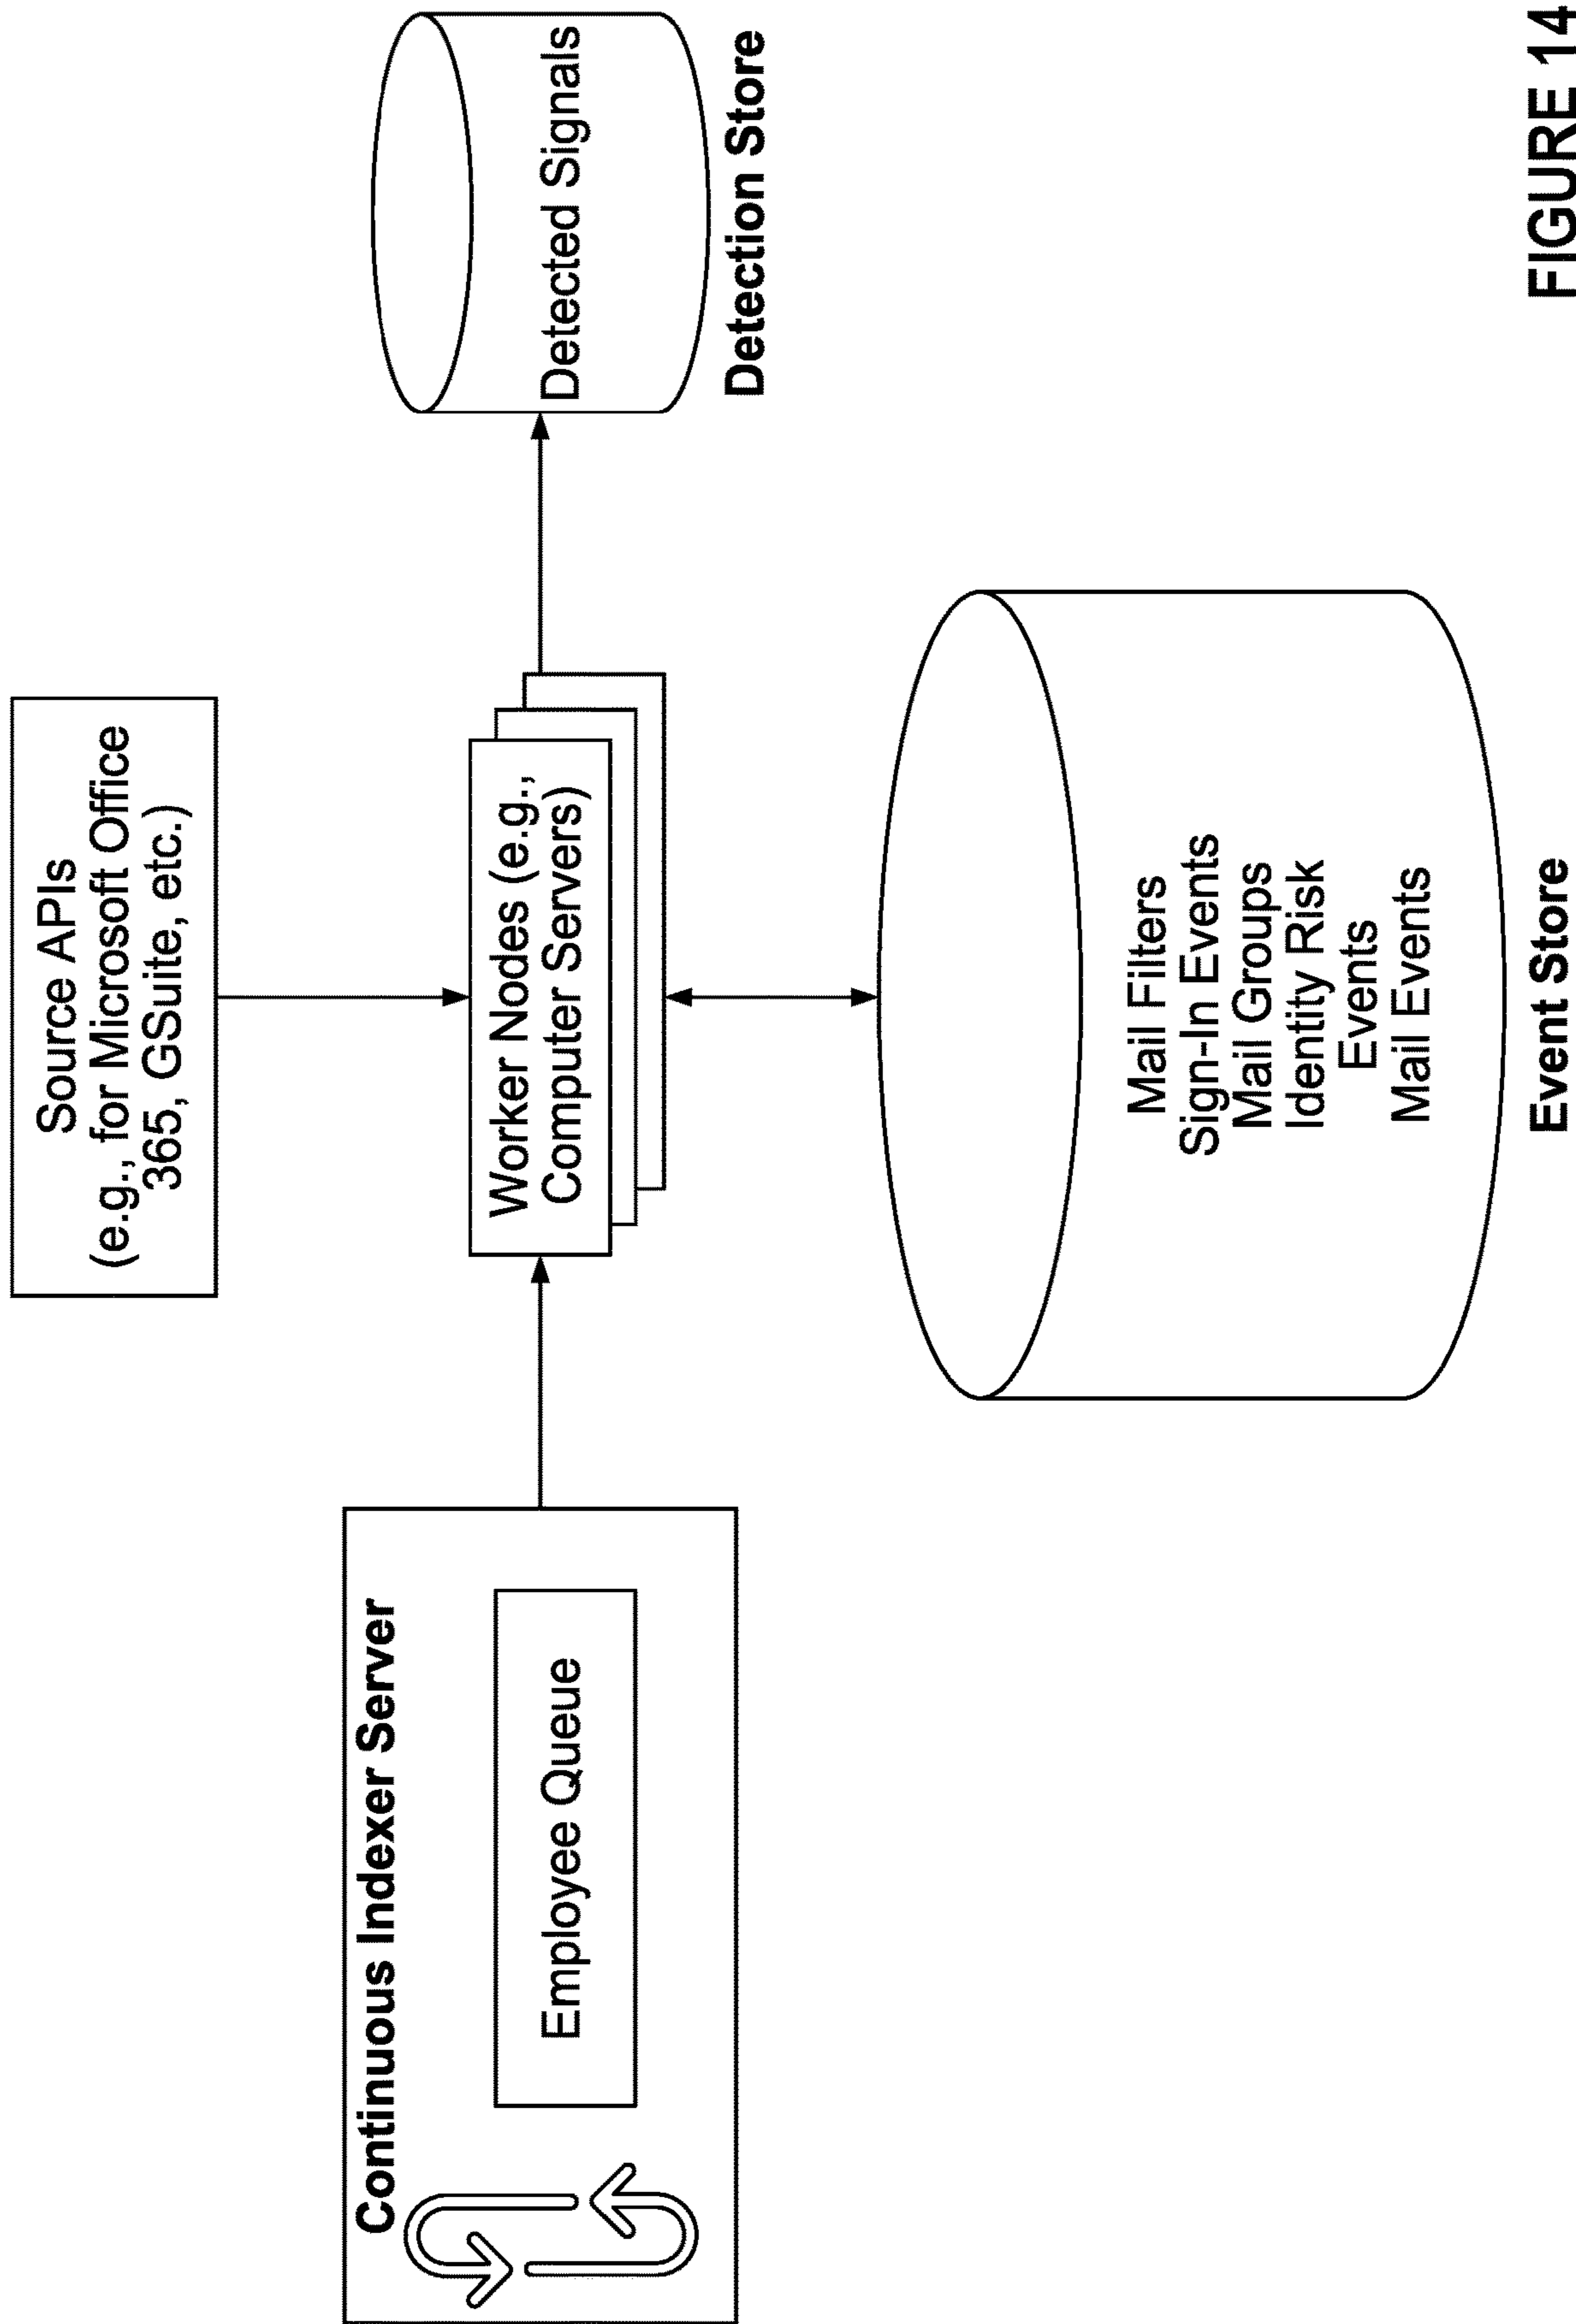 Source APIs
(e.g., for Microsoft Office
365, GSuite, etc.)
Continuous Indexer Server
Employee Queue
Worker Nodes (e.g.,
Computer Servers)
Detected Signals
Detection Store
Mail Filters
Sign-In Events
Mail Groups
Identity Risk
Events
Mail Events
Event Store
FIGURE 14